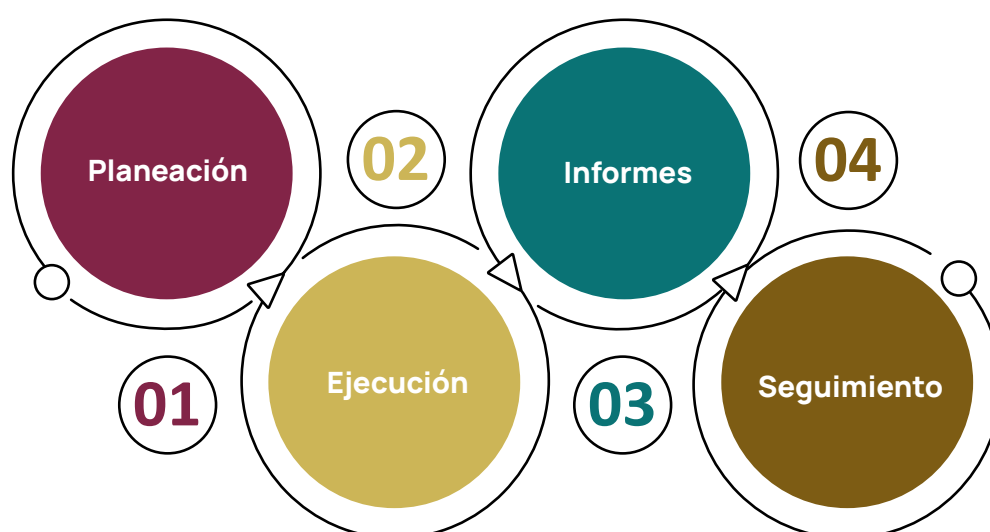 Planeación
01
02
Ejecución
Informes
03
04
Seguimiento